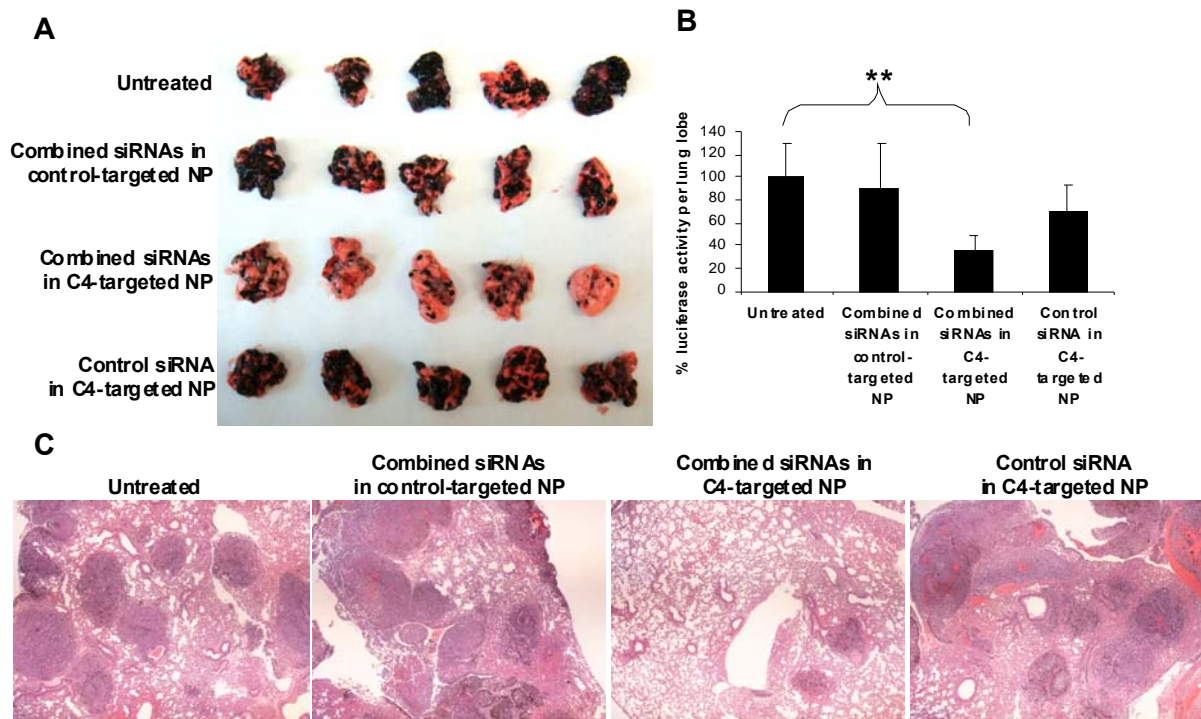 A
Untreated
Combined siRNAs in
control-targeted NP
Combined siRNAs
in C4-targeted NP
Control siRNA
in C4-targeted NP
B
**
% luciferase activity per lung lobe
140
120
100
80
60
40
20
0
Untreated
Combined
siRNAs in
control-
targeted
NP
Combined
siRNAs in
C4-
targeted
NP
Control
siRNA in
C4-
targeted
NP
C
Untreated
Combined siRNAs
in control-targeted NP
Combined siRNAs in
C4-targeted NP
Control siRNA
in C4-targeted NP